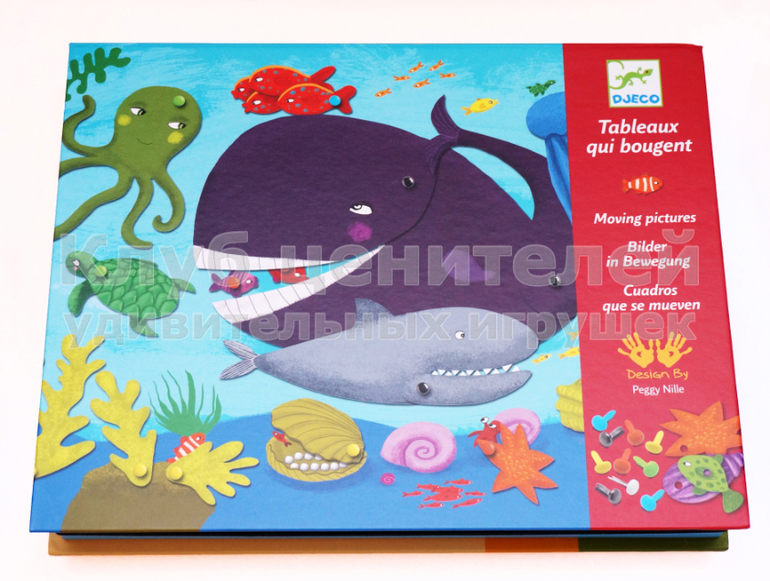 DJECO
Tableaux
qui bougent
Moving pictures
Bilder
in Bewegung
Cuadros
que se mueven
Design By
Peggy Nille
Клуб ценителей
удивительных игрушек